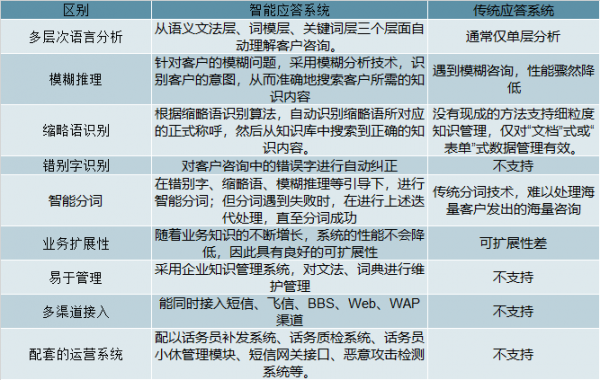 区别
智能应答系统
传统应答系统
多层次语言分析
从语义文法层、词模层、关键词层三个层面自
动理解客户咨询。
通常仅单层分析
模糊推理
针对客户的模糊问题，采用模糊分析技术，识
别客户的意图，从而准确地搜索客户所需的知
识内容
遇到模糊咨询，性能骤然降
低
缩略语识别
根据缩略语识别算法，自动识别缩略语所对应
的正式称呼，然后从知识库中搜索到正确的知
识内容。
没有现成的方法支持细粒度
知识管理，仅对“文档”式或“
表单”式数据管理有效。
错别字识别
对客户咨询中的错误字进行自动纠正
不支持
智能分词
在错别字、缩略语、模糊推理等引导下，进行
智能分词；但分词遇到失败时，在进行上述迭
代处理，直至分词成功
传统分词技术，难以处理海
量客户发出的海量咨询
业务扩展性
随着业务知识的不断增长，系统的性能不会降
低，因此具有良好的可扩展性
可扩展性差
易于管理
采用企业知识管理系统，对文法、词典进行维
护管理
不支持
多渠道接入
能同时接入短信、飞信、BBS、Web、WAP
渠道
不支持
配套的运营系统
配以话务员补发系统、话务质检系统、话务员
小休管理模块、短信网关接口、恶意攻击检测
系统等。
不支持